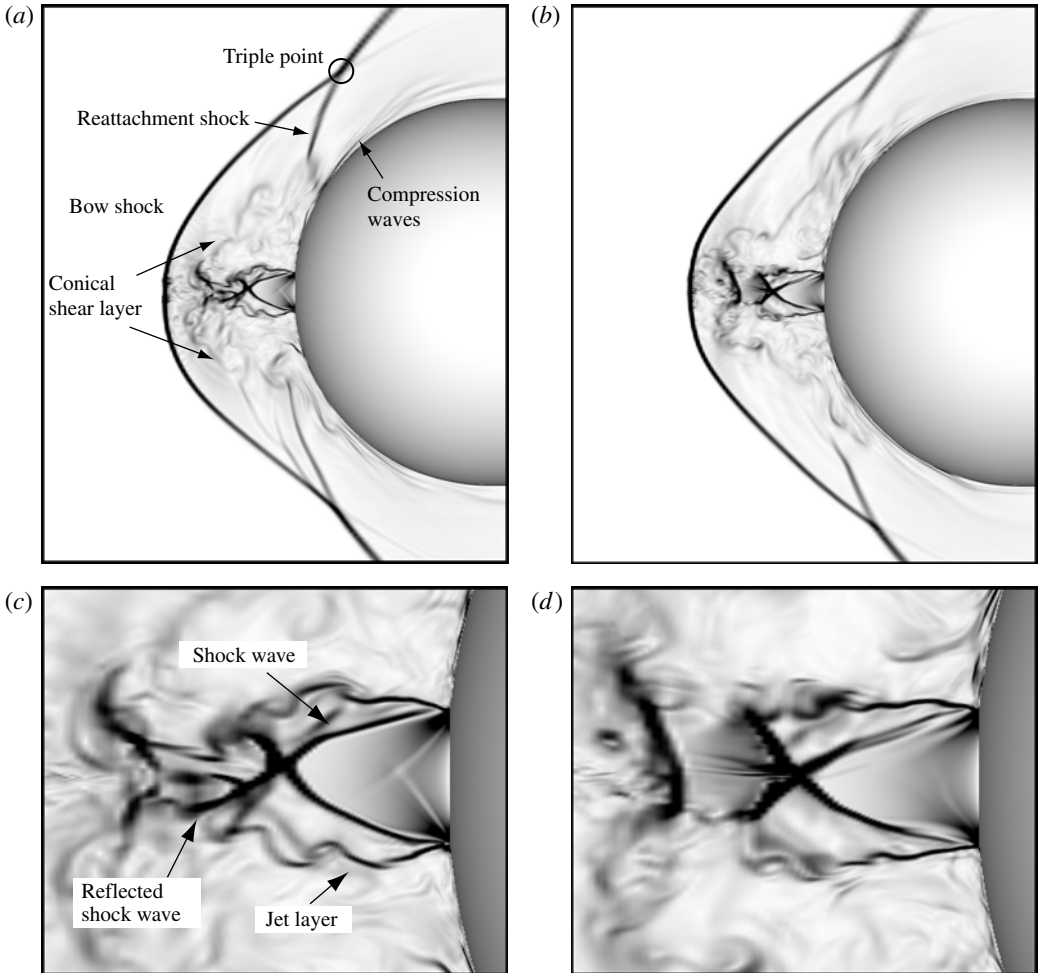 (a)
Triple point
Reattachment shock
Compression
waves
Bow shock
Conical
shear layer
(b)
(c)
Shock wave
Reflected
shock wave
Jet layer
(d)